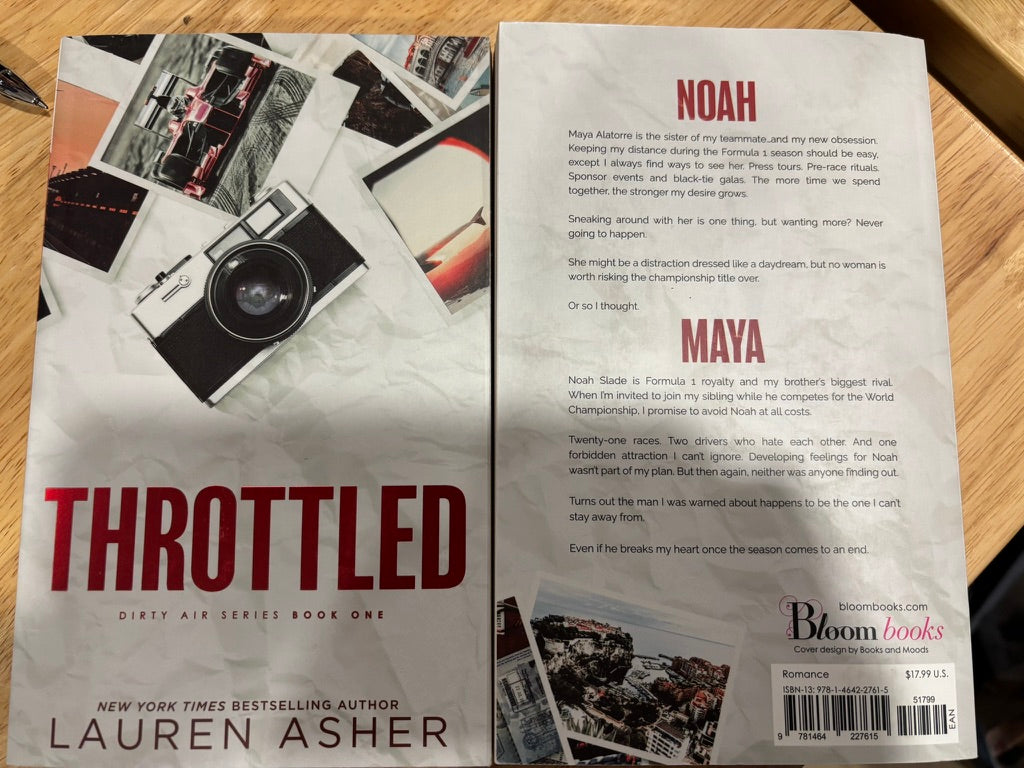 THROTTLED
DIRTY AIR SERIES BOOK ONE
NEW YORK TIMES BESTSELLING AUTHOR
LAUREN ASHER
NOAH
Maya Alatorre is the sister of my teammate...and my new obsession.
Keeping my distance during the Formula 1 season should be easy,
except I always find ways to see her. Press tours. Pre-race rituals.
Sponsor events and black-tie galas. The more time we spend
together, the stronger my desire grows.
Sneaking around with her is one thing, but wanting more? Never
going to happen.
She might be a distraction dressed like a daydream, but no woman is
worth risking the championship title over.
Or so I thought.
MAYA
Noah Slade is Formula 1 royalty and my brother's biggest rival.
When I'm invited to join my sibling while he competes for the World
Championship, I promise to avoid Noah at all costs.
Twenty-one races. Two drivers who hate each other. And one
forbidden attraction I can't ignore. Developing feelings for Noah
wasn't part of my plan. But then again, neither was anyone finding out.
Turns out the man I was warned about happens to be the one I can't
stay away from.
Even if he breaks my heart once the season comes to an end.
bloombooks.com
Bloom books
Cover design by Books and Moods
Romance $17.99 U.S.
ISBN-13: 978-1-4642-2761-5
51799
EAN
9 781464 227615